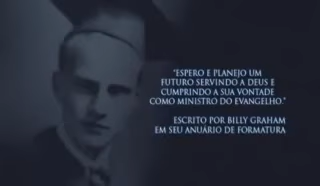 "ESPERO E PLANEJO UM
FUTURO SERVINDO A DEUS E
CUMPRINDO A SUA VONTADE
COMO MINISTRO DO EVANGELHO."
ESCRITO POR BILLY GRAHAM
EM SEU ANUÁRIO DE FORMATURA